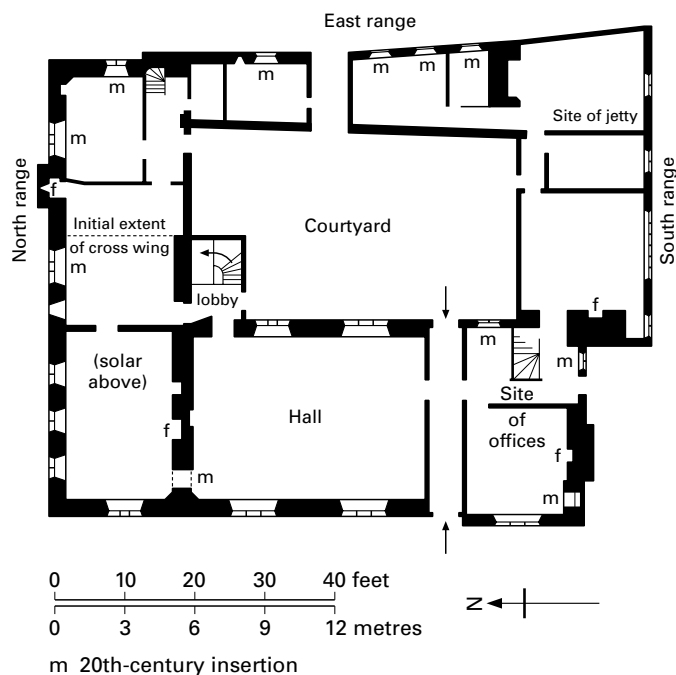 East range
m
m
m
m
m
Site of jetty
North range
m
f
South range
Initial extent
of cross wing
m
Courtyard
lobby
f
m
m
(solar
above)
Hall
Site
of
offices
f
f
m
m
0 10 20 30 40 feet
0 3 6 9 12 metres
N
m 20th-century insertion